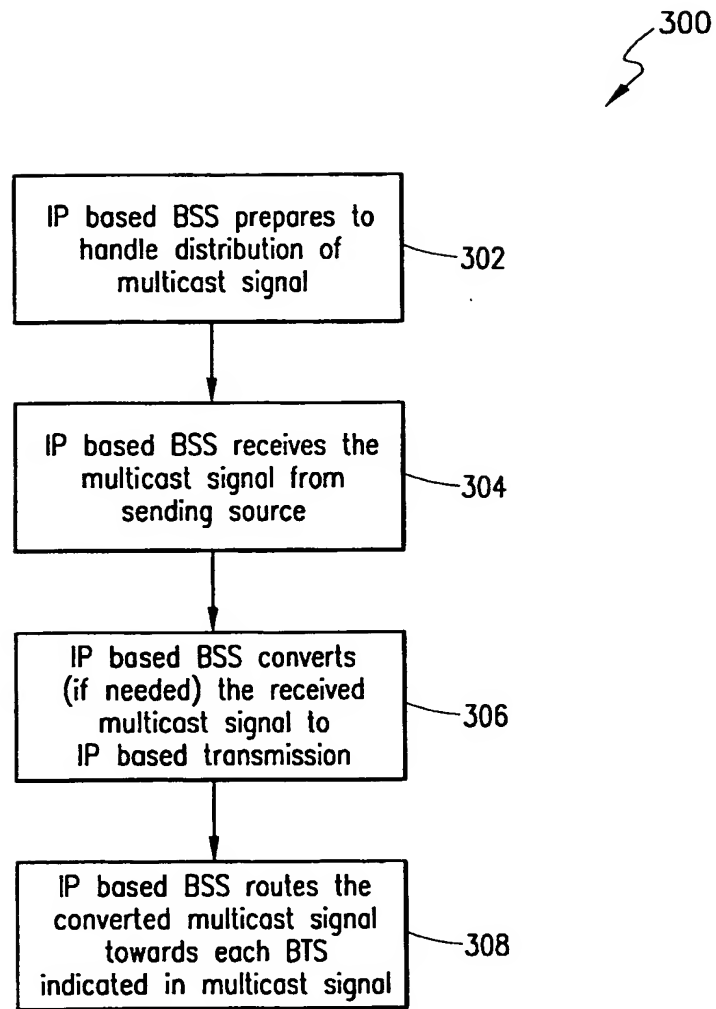 300
IP based BSS prepares to
handle distribution of
multicast signal
302
IP based BSS receives the
multicast signal from
sending source
304
IP based BSS converts
(if needed) the received
multicast signal to
IP based transmission
306
IP based BSS routes the
converted multicast signal
towards each BTS
indicated in multicast signal
308